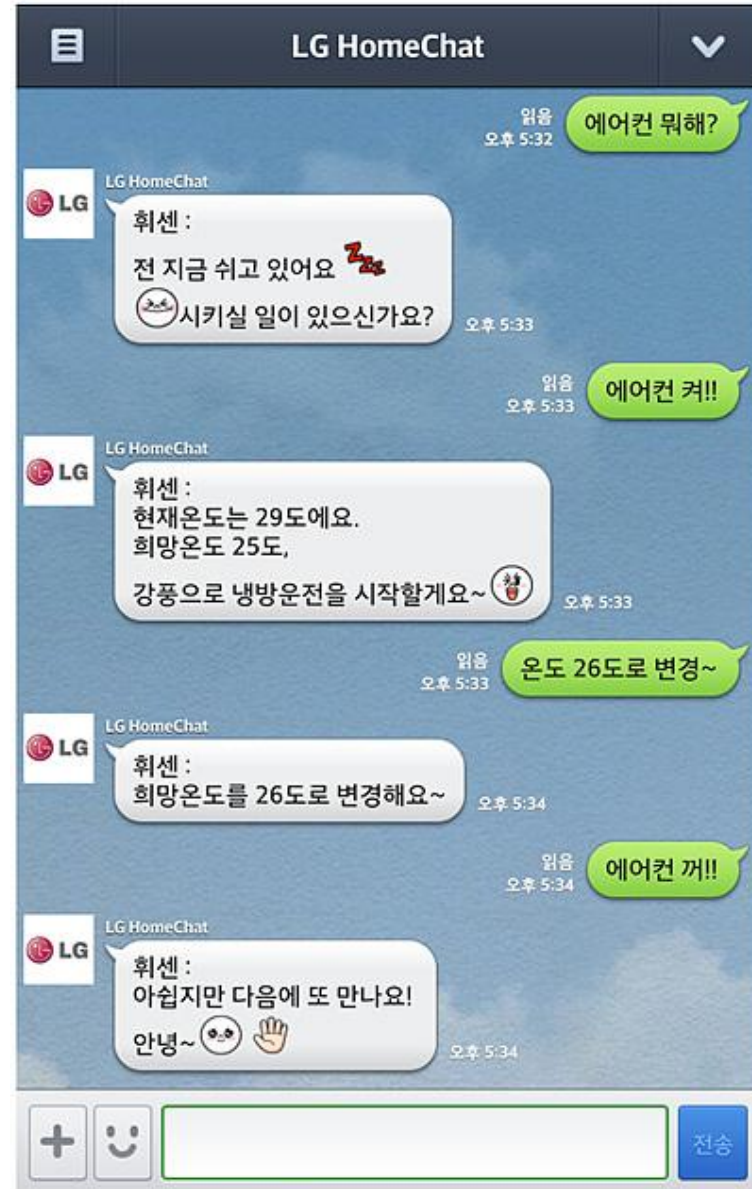 LG HomeChat
읽음
오후 5:32
에어컨 뭐해?
LG HomeChat
LG
휘센 :
전 지금 쉬고 있어요
시키실 일이 있으신가요?
오후 5:33
읽음
오후 5:33
에어컨 켜!!
LG HomeChat
LG
휘센 :
현재온도는 29도에요.
희망온도 25도,
강풍으로 냉방운전을 시작할게요~
오후 5:33
읽음
오후 5:33
온도 26도로 변경~
LG HomeChat
LG
휘센 :
희망온도를 26도로 변경해요~
오후 5:34
읽음
오후 5:34
에어컨 꺼!!
LG HomeChat
LG
휘센 :
아쉽지만 다음에 또 만나요!
안녕~
오후 5:34
전송